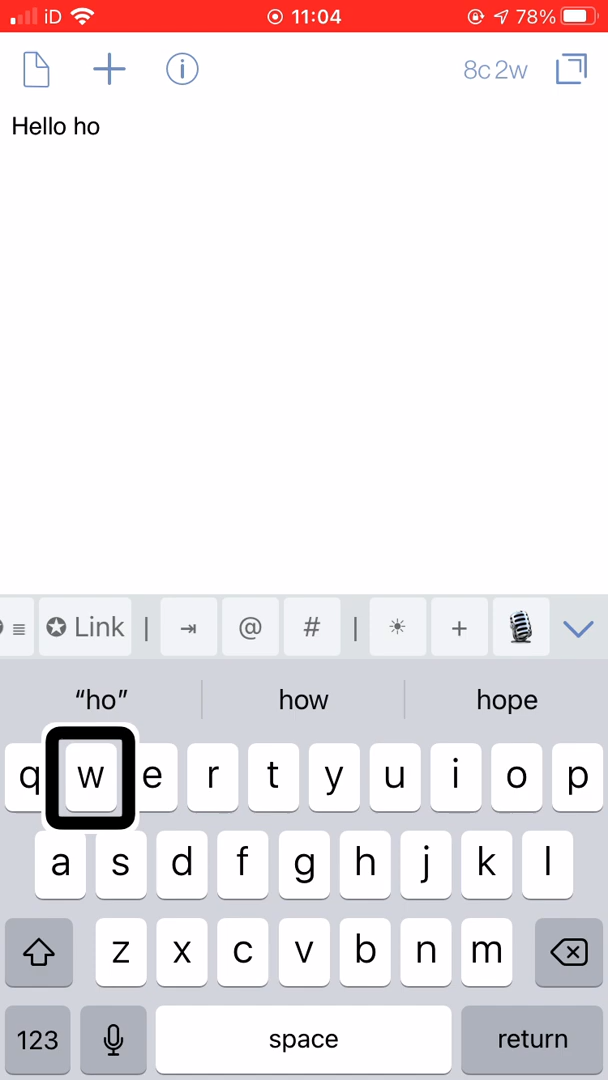 iD 11:04 78%
8c 2w
Hello ho
Link | ⇥ @ # | ☀ +
“ho” how hope
q w e r t y u i o p
a s d f g h j k l
z x c v b n m
123 space return